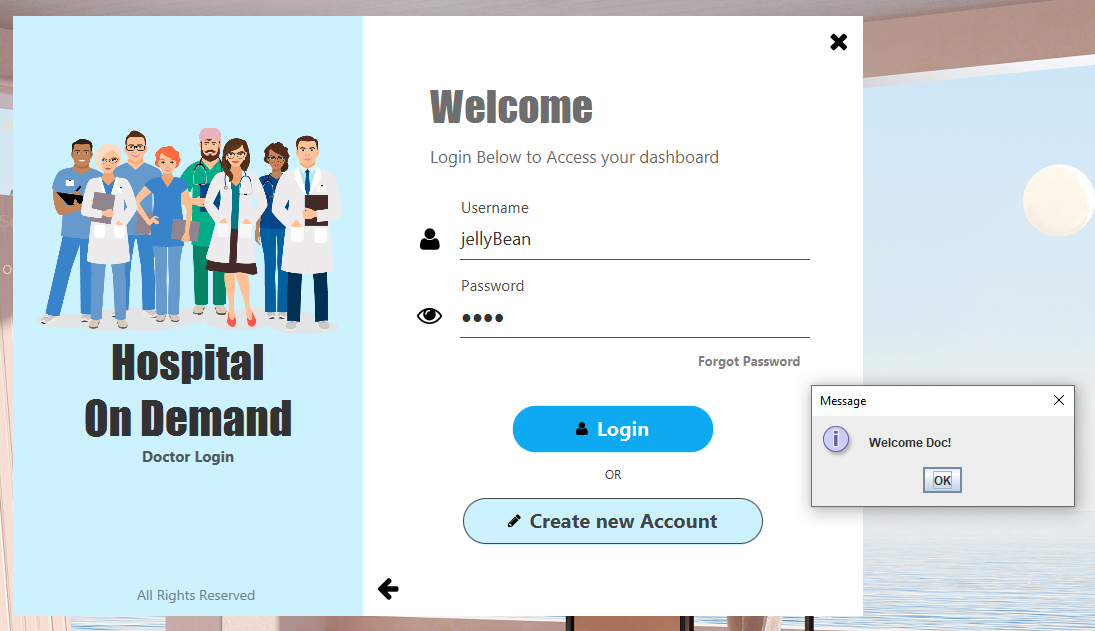 Hospital
On Demand
Doctor Login
All Rights Reserved
Welcome
Login Below to Access your dashboard
Username
jellyBean
Password
Forgot Password
Login
OR
Create new Account
Message
Welcome Doc!
OK